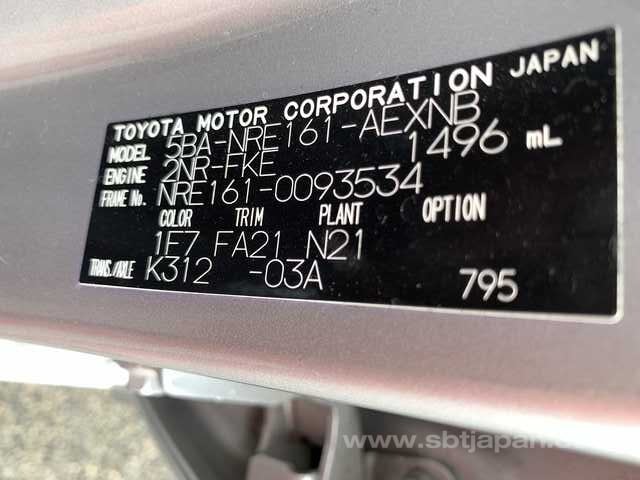 TOYOTA MOTOR CORPORATION JAPAN
MODEL 5BA-NRE161-AEXNB
ENGINE 2NR-FKE 1496 mL
FRAME No. NRE161-0093534
COLOR TRIM PLANT OPTION
1F7 FA21 N21
TRANS./AXLE K312 -03A 795
www.sbtjapan.c